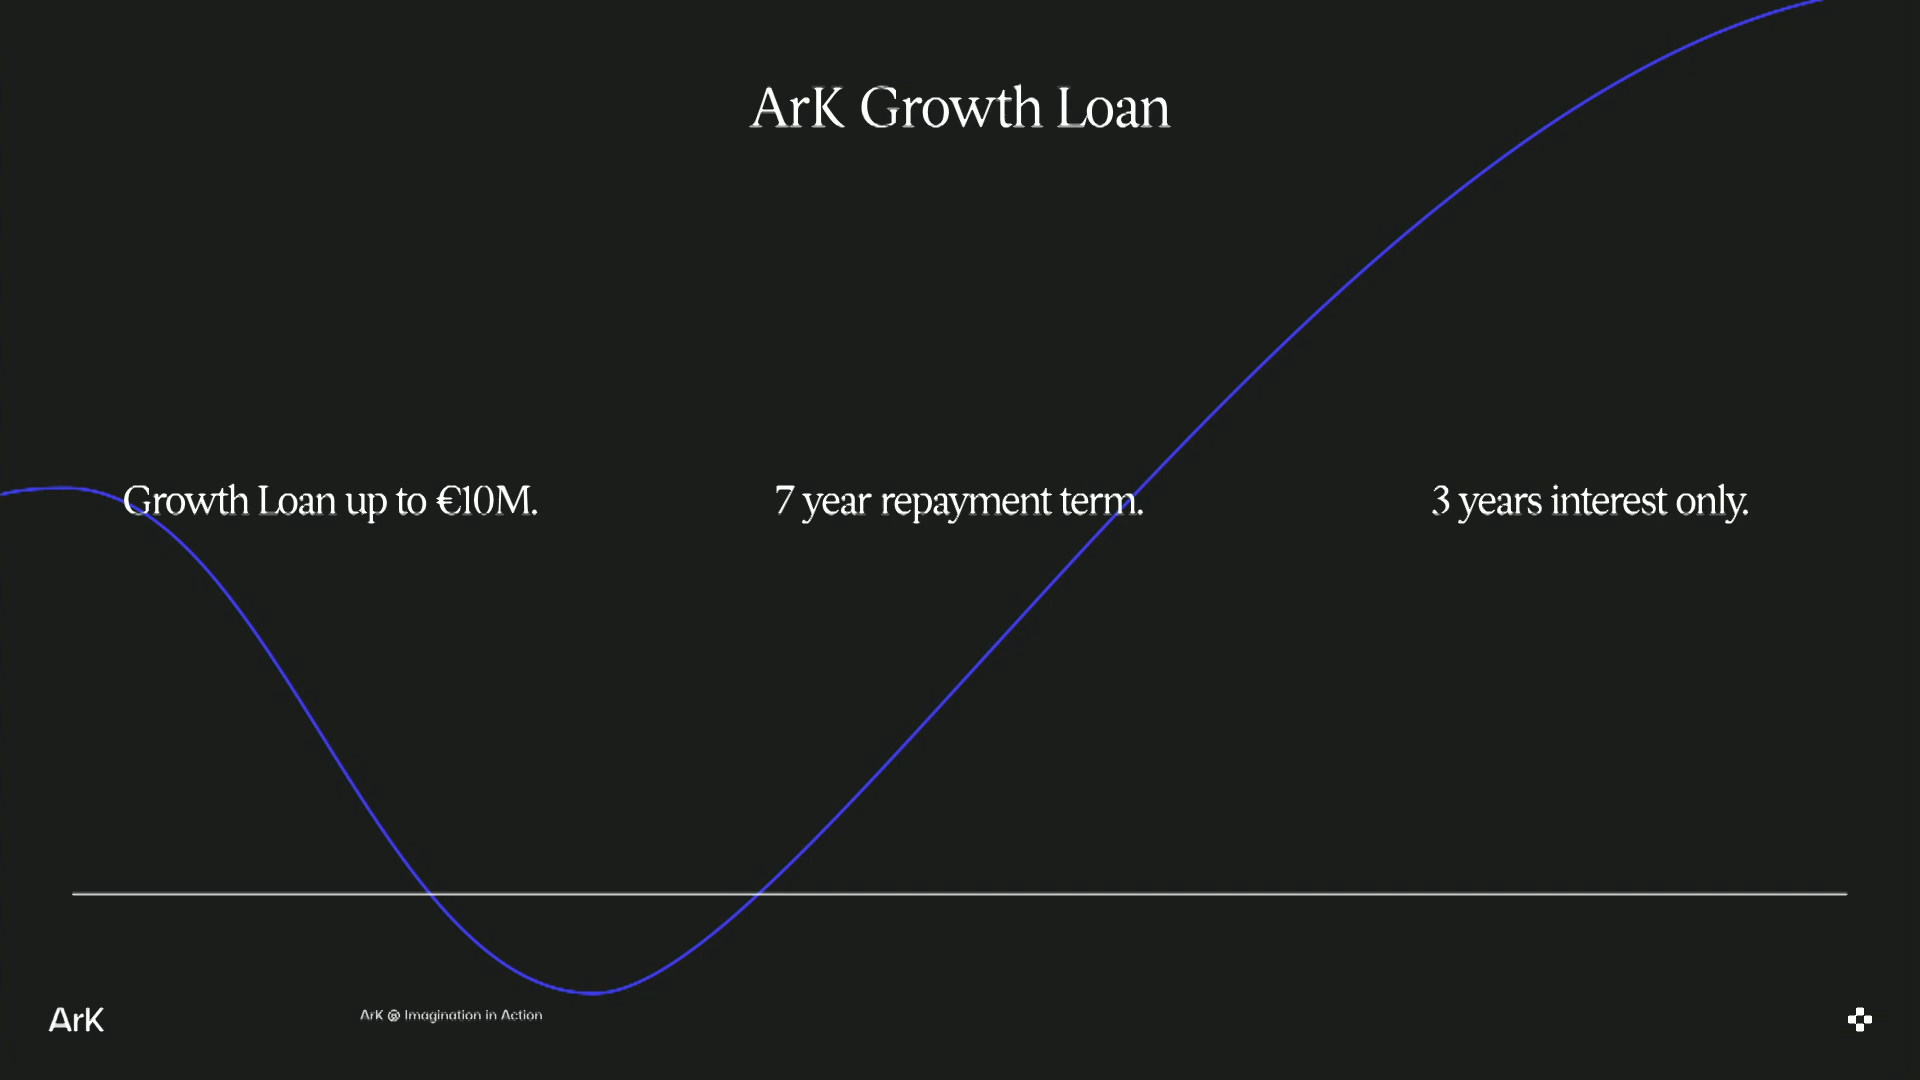 ArK Growth Loan
Growth Loan up to €10M.
7 year repayment term.
3 years interest only.
ArK
ArK @ Imagination in Action